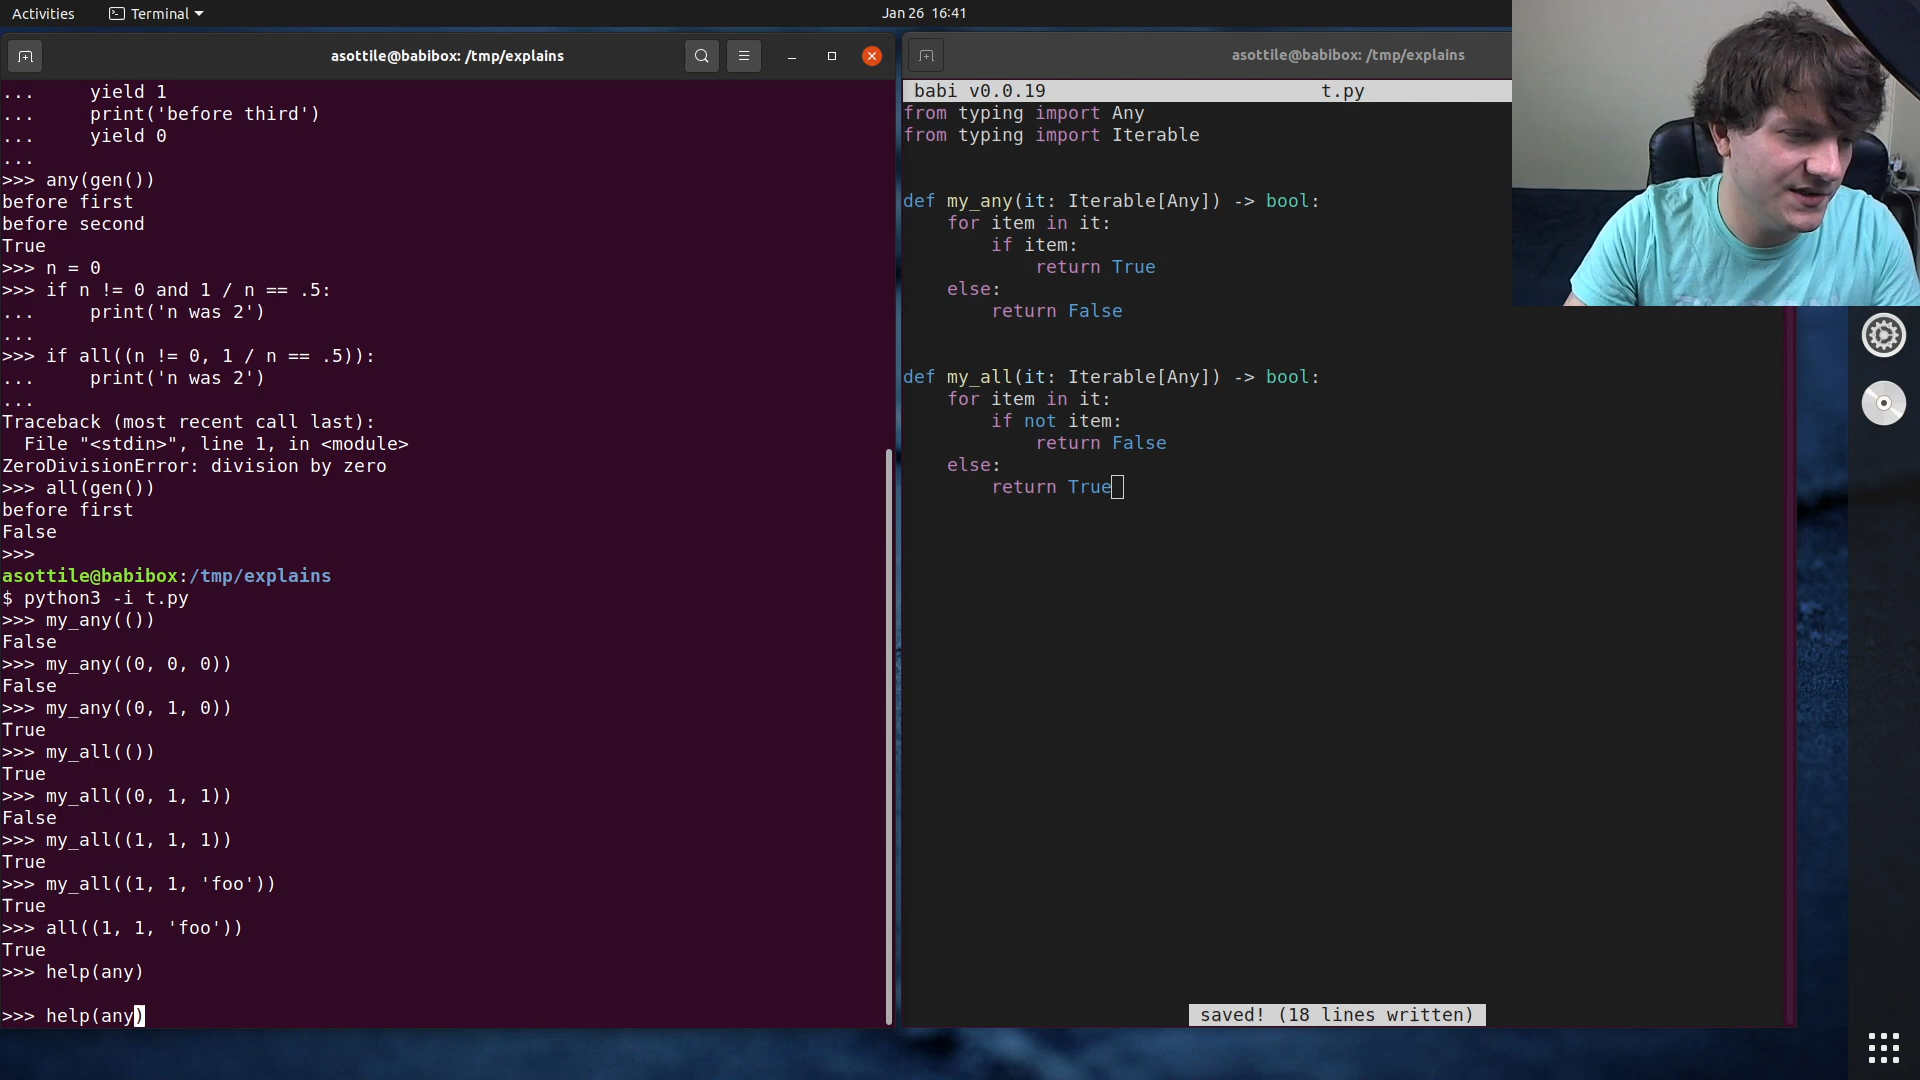 Activities
Terminal
Jan 26 16:41
asottile@babibox: /tmp/explains
...     yield 1
...     print('before third')
...     yield 0
...
>>> any(gen())
before first
before second
True
>>> n = 0
>>> if n != 0 and 1 / n == .5:
...     print('n was 2')
...
>>> if all((n != 0, 1 / n == .5)):
...     print('n was 2')
...
Traceback (most recent call last):
  File "<stdin>", line 1, in <module>
ZeroDivisionError: division by zero
>>> all(gen())
before first
False
>>>
asottile@babibox:/tmp/explains
$ python3 -i t.py
>>> my_any(())
False
>>> my_any((0, 0, 0))
False
>>> my_any((0, 1, 0))
True
>>> my_all(())
True
>>> my_all((0, 1, 1))
False
>>> my_all((1, 1, 1))
True
>>> my_all((1, 1, 'foo'))
True
>>> all((1, 1, 'foo'))
True
>>> help(any)
>>> help(any)
asottile@babibox: /tmp/explains
babi v0.0.19
t.py
from typing import Any
from typing import Iterable
def my_any(it: Iterable[Any]) -> bool:
    for item in it:
        if item:
            return True
    else:
        return False
def my_all(it: Iterable[Any]) -> bool:
    for item in it:
        if not item:
            return False
    else:
        return True
saved! (18 lines written)